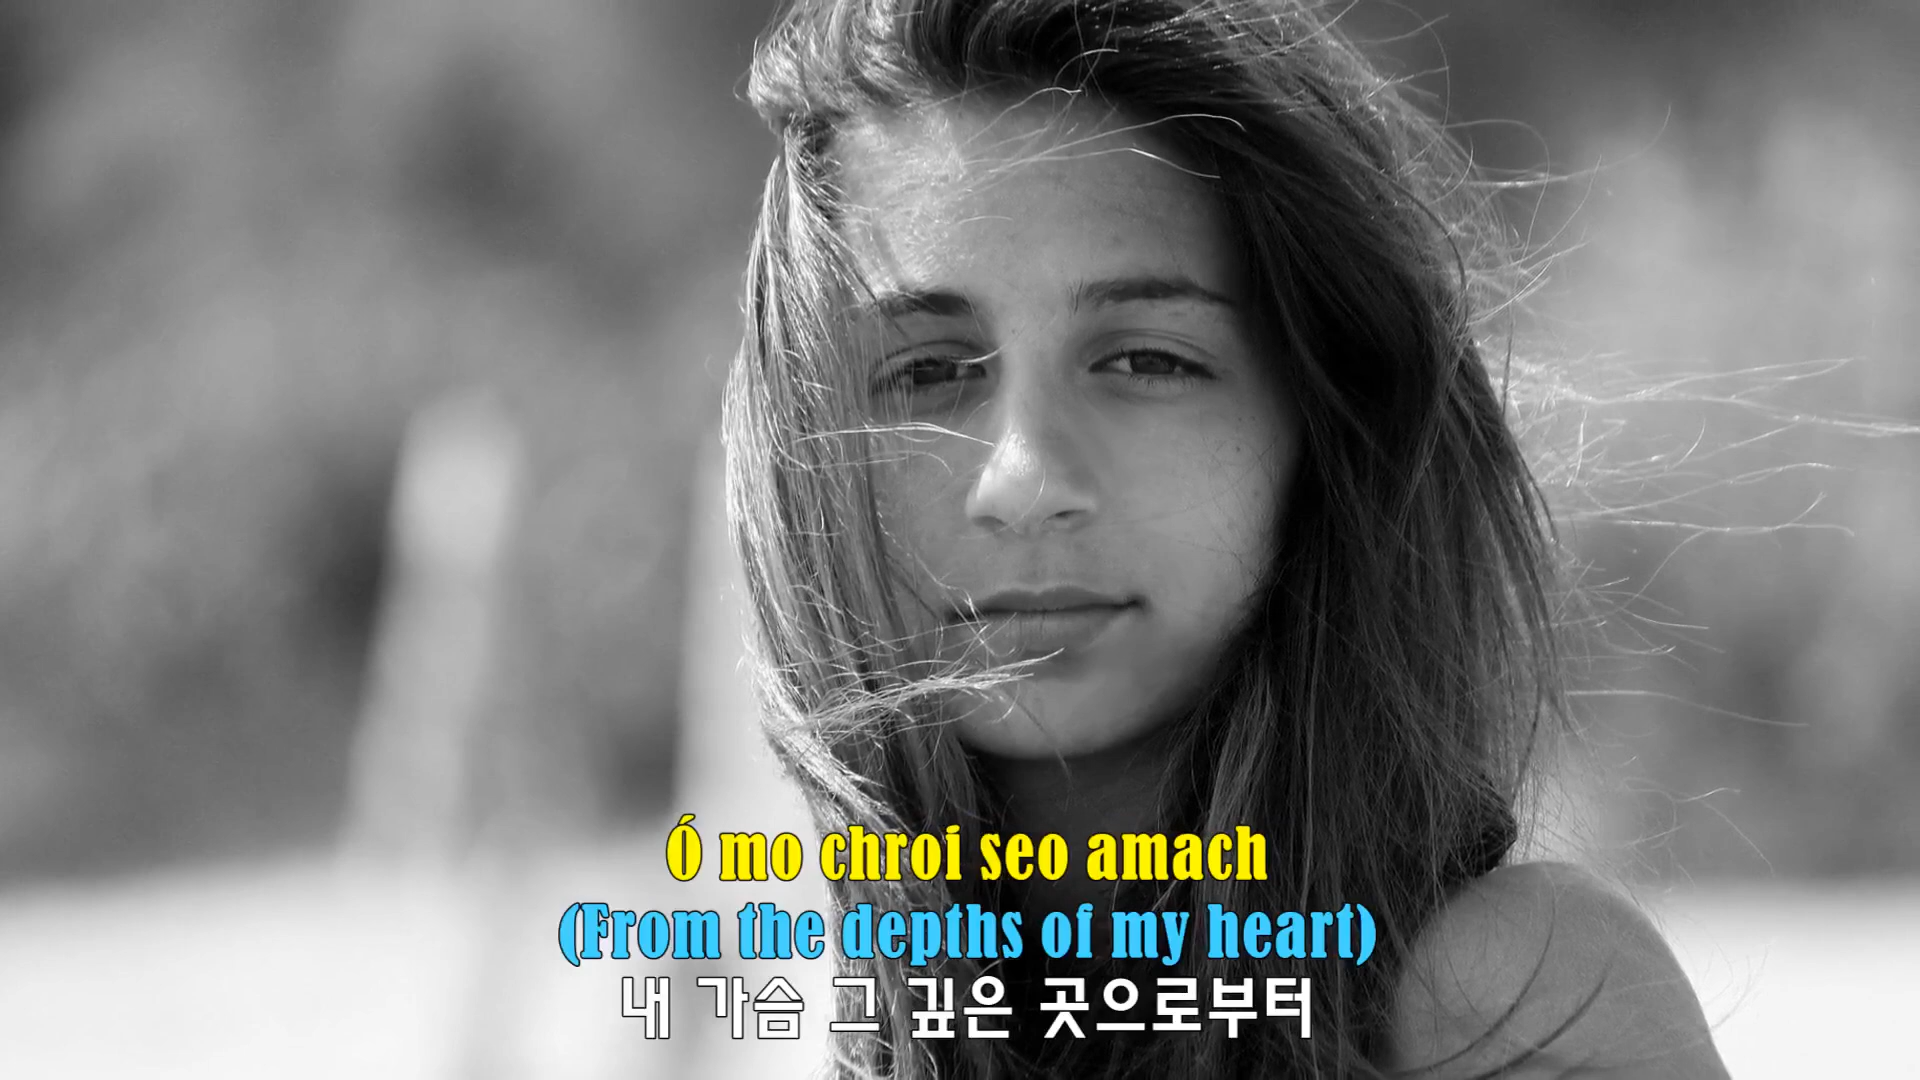 Ó mo chroi seo amach
(From the depths of my heart)
내 가슴 그 깊은 곳으로부터